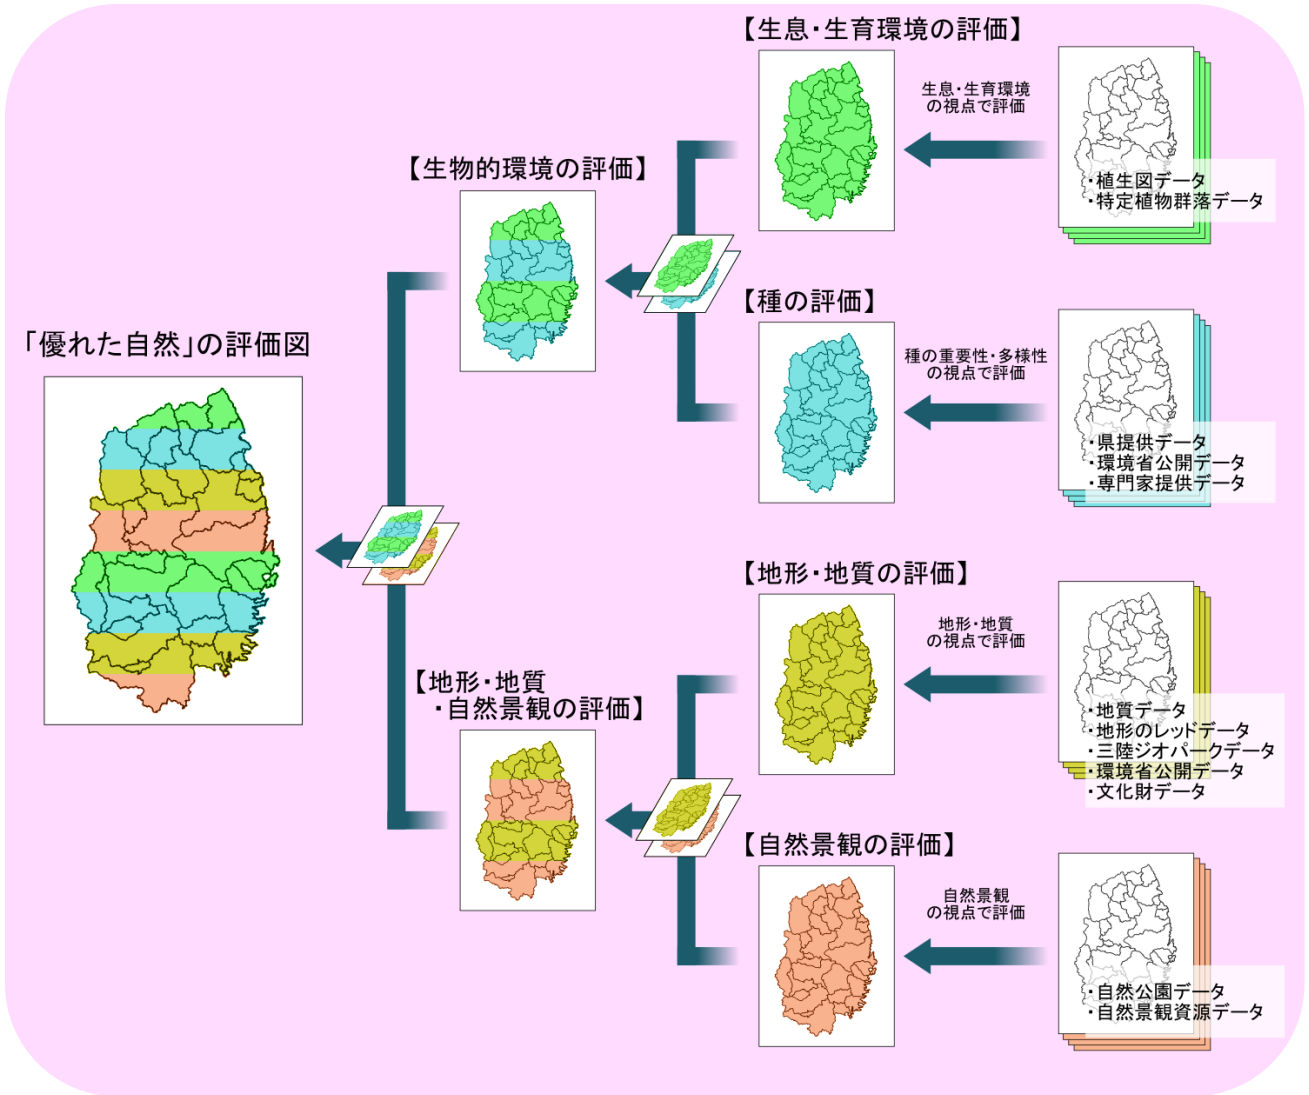 【生息・生育環境の評価】
生息・生育環境
の視点で評価
・植生図データ
・特定植物群落データ
【生物的環境の評価】
【種の評価】
種の重要性・多様性
の視点で評価
・県提供データ
・環境省公開データ
・専門家提供データ
「優れた自然」の評価図
【地形・地質の評価】
地形・地質
の視点で評価
・地質データ
・地形のレッドデータ
・三陸ジオパークデータ
・環境省公開データ
・文化財データ
【地形・地質
・自然景観の評価】
【自然景観の評価】
自然景観
の視点で評価
・自然公園データ
・自然景観資源データ